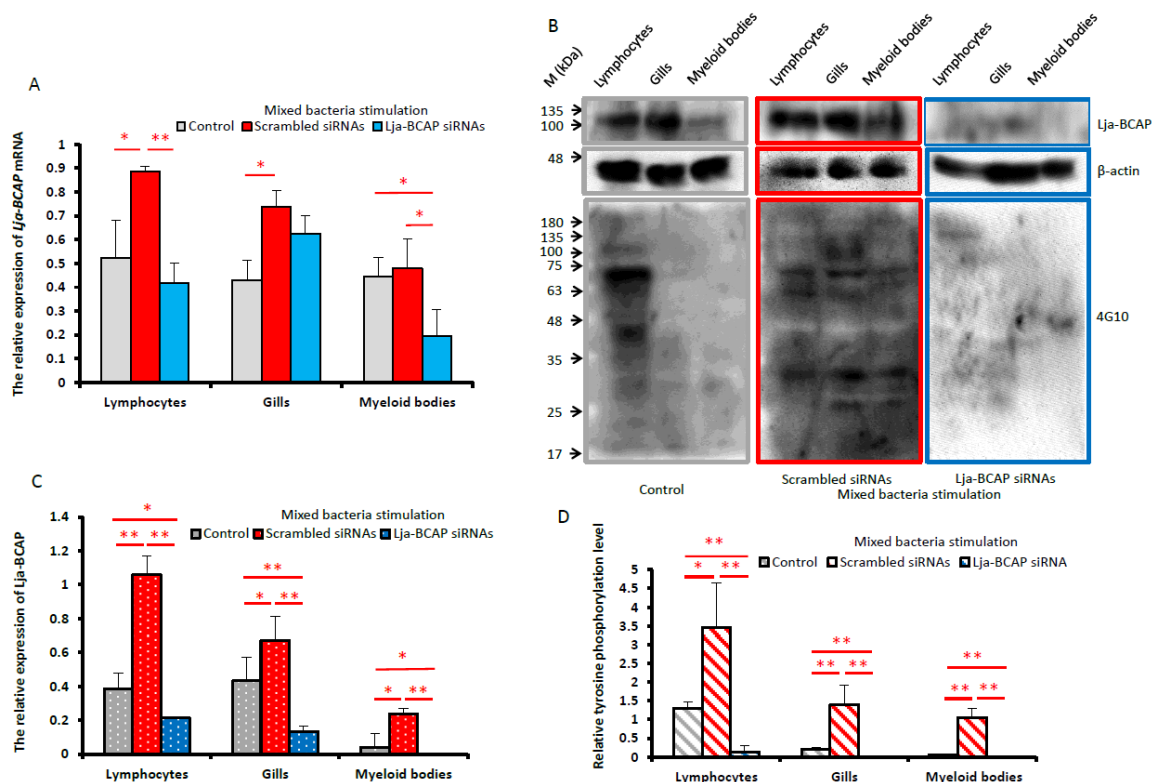 A
Mixed bacteria stimulation
Control Scrambled siRNAs Lja-BCAP siRNAs
The relative expression of Lja-BCAP mRNA
1
0.9
0.8
0.7
0.6
0.5
0.4
0.3
0.2
0.1
0
* **
*
*
*
Lymphocytes Gills Myeloid bodies
B
M (kDa)
Lymphocytes Gills Myeloid bodies
Lymphocytes Gills Myeloid bodies
Lymphocytes Gills Myeloid bodies
135
100
48
180
135
100
75
63
48
35
25
17
Lja-BCAP
β-actin
4G10
Control
Scrambled siRNAs Lja-BCAP siRNAs
Mixed bacteria stimulation
C
Mixed bacteria stimulation
Control Scrambled siRNAs Lja-BCAP siRNAs
The relative expression of Lja-BCAP
1.4
1.2
1
0.8
0.6
0.4
0.2
0
*
** **
**
* **
*
* **
Lymphocytes Gills Myeloid bodies
D
Mixed bacteria stimulation
Control Scrambled siRNAs Lja-BCAP siRNA
Relative tyrosine phosphorylation level
5
4.5
4
3.5
3
2.5
2
1.5
1
0.5
0
**
* **
**
** **
**
** **
Lymphocytes Gills Myeloid bodies